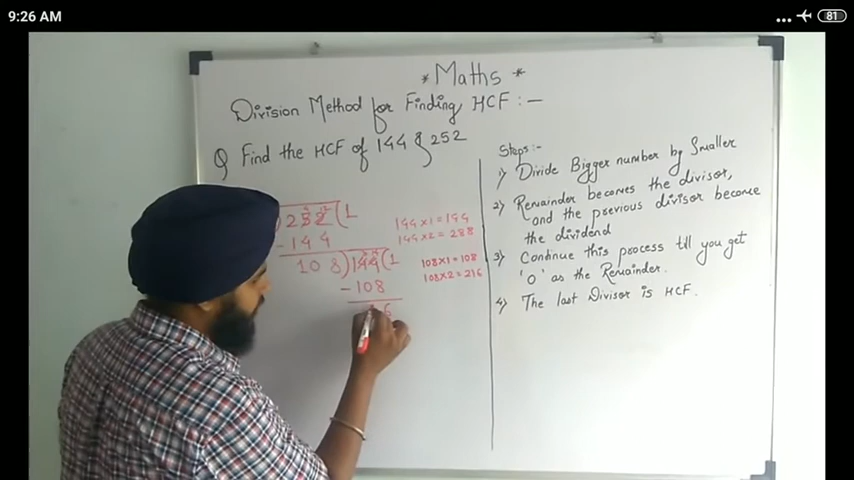 9:26 AM
81
* Maths *
Division Method for Finding HCF :-
Q Find the HCF of 144 & 252
252 ( 1
- 144
108 ) 144 ( 1
- 108
6
144 x 1 = 144
144 x 2 = 288
108 x 1 = 108
108 x 2 = 216
Steps:-
1) Divide Bigger number by Smaller
2) Remainder becomes the divisor,
and the previous divisor become
the dividend
3) Continue this process till you get
'0' as the Remainder.
4) The last Divisor is HCF.